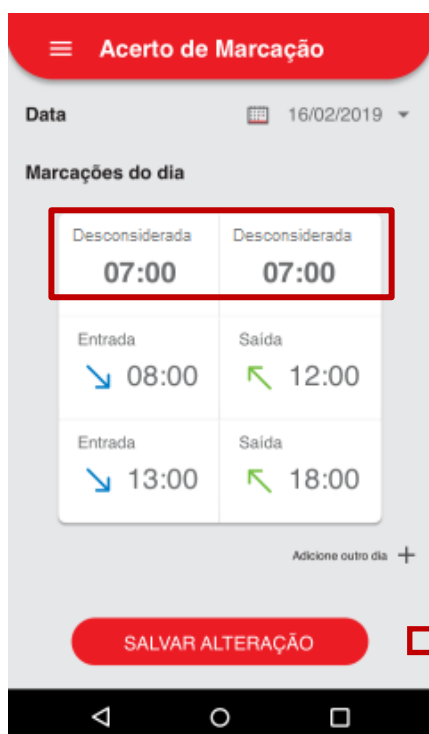 Acerto de Marcação
Data 16/02/2019
Marcações do dia
Desconsiderada Desconsiderada
07:00 07:00
Entrada Saída
08:00 12:00
Entrada Saída
13:00 18:00
Adicione outro dia +
SALVAR ALTERAÇÃO